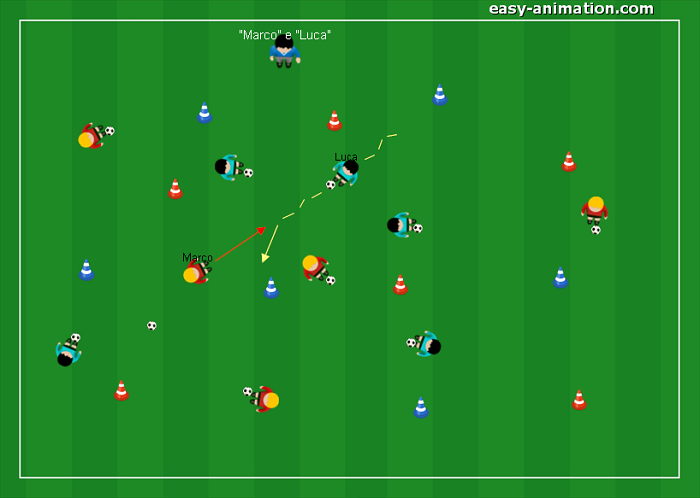 easy-animation.com
"Marco" e "Luca"
Luca
Marco